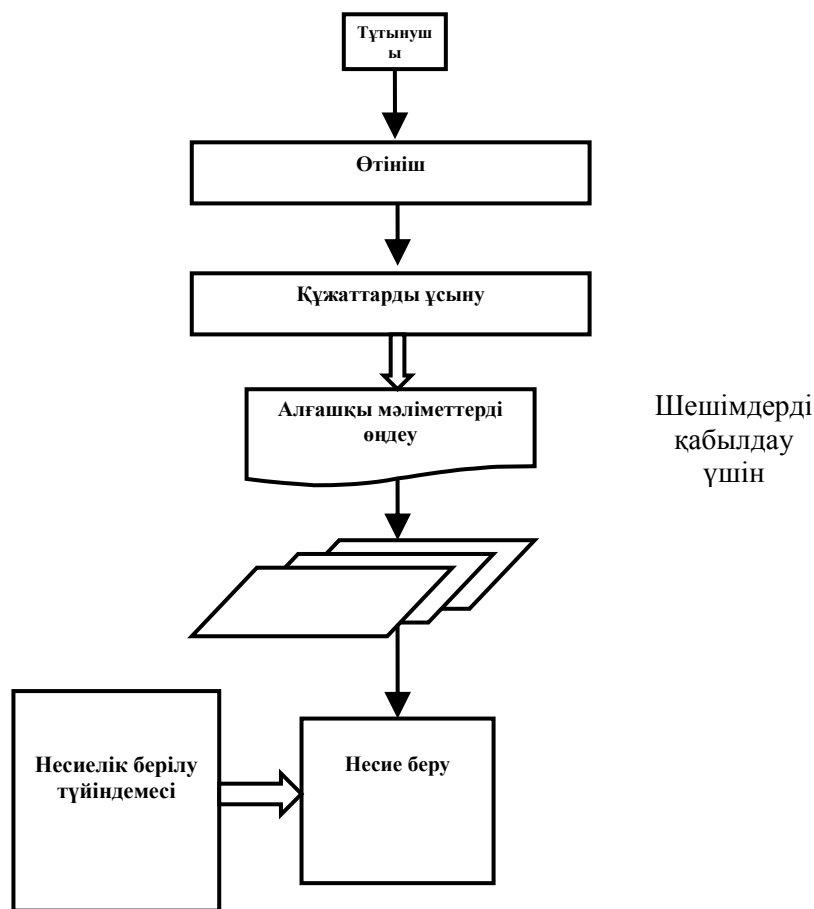 Тұтынуш
ы
Өтініш
Құжаттарды ұсыну
Алғашқы мәліметтерді
өңдеу
Шешімдерді
қабылдау
үшін
Несиелік берілу
түйіндемесі
Несие беру